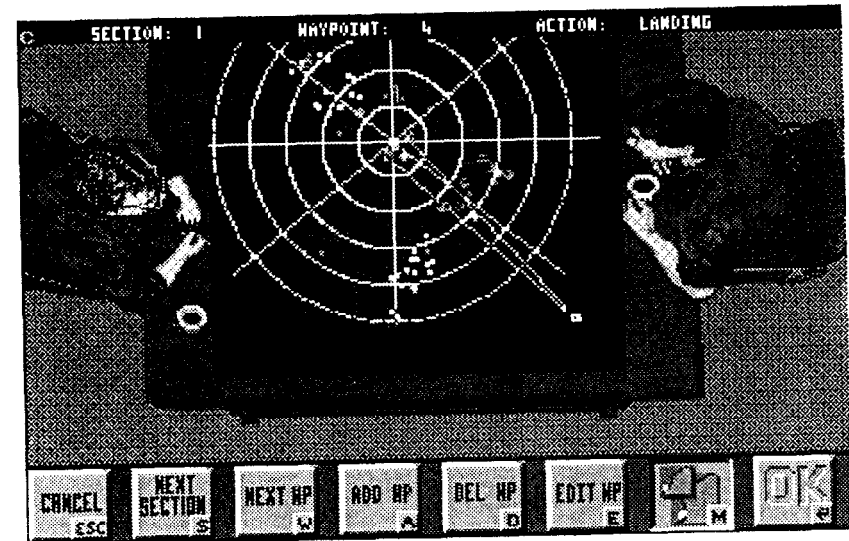 SECTION: 1 WAYPOINT: 4 ACTION: LANDING
CANCEL
ESC
NEXT
SECTION
S
NEXT WP
W
ADD WP
A
DEL WP
D
EDIT WP
E
M
OK